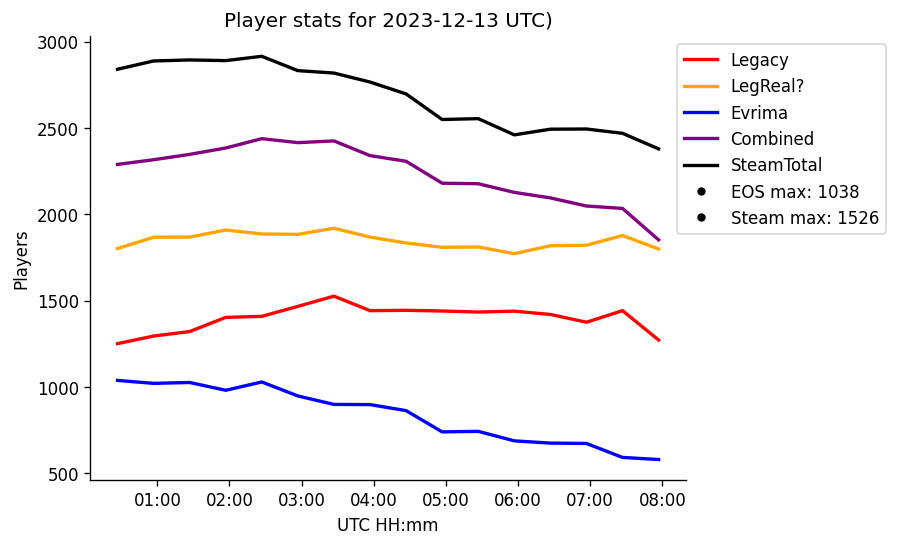 Player stats for 2023-12-13 UTC)
3000
2500
2000
1500
1000
500
Players
01:00 02:00 03:00 04:00 05:00 06:00 07:00 08:00
UTC HH:mm
Legacy
LegReal?
Evrima
Combined
SteamTotal
EOS max: 1038
Steam max: 1526